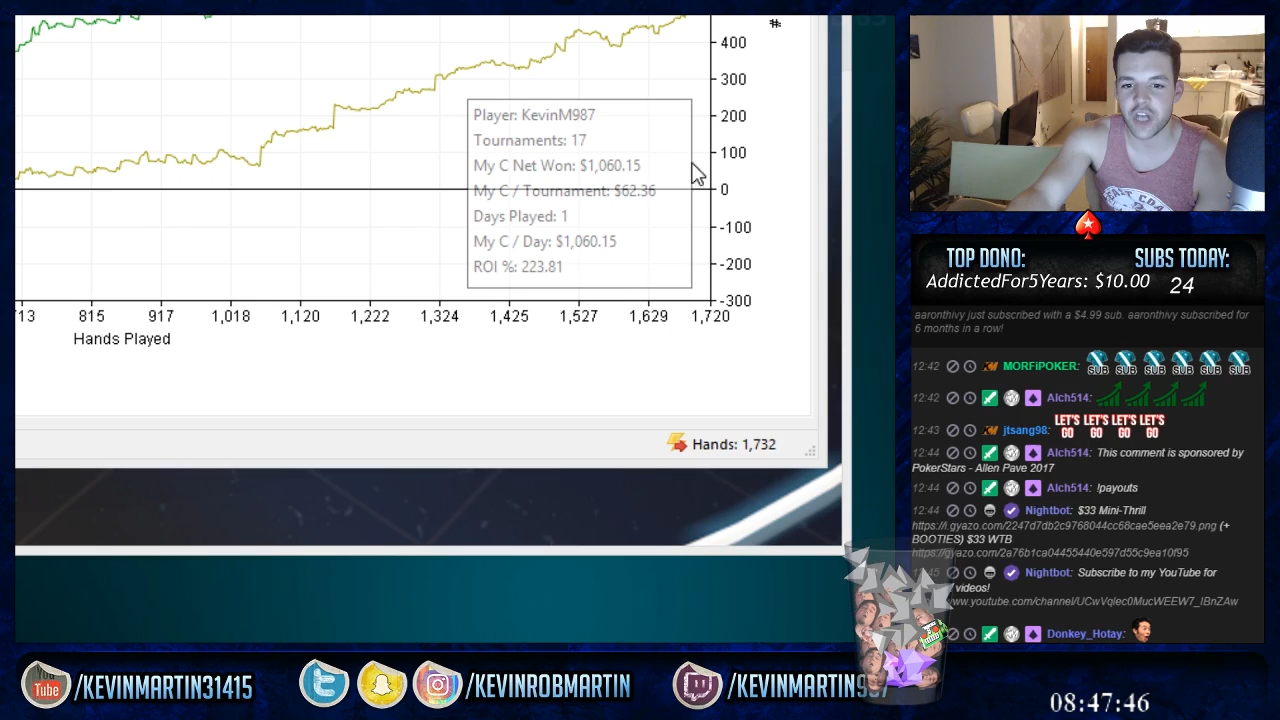 400
300
200
100
0
-100
-200
-300
#
Player: KevinM987
Tournaments: 17
My C Net Won: $1,060.15
My C / Tournament: $62.36
Days Played: 1
My C / Day: $1,060.15
ROI %: 223.81
713 815 917 1,018 1,120 1,222 1,324 1,425 1,527 1,629 1,720
Hands Played
Hands: 1,732
TOP DONO:
AddictedFor5Years: $10.00
SUBS TODAY:
24
aaronthivy just subscribed with a $4.99 sub. aaronthivy subscribed for
6 months in a row!
12:42 MORFiPOKER: SUB SUB SUB SUB SUB SUB
12:42 Alch514:
12:43 jtsang98: LET'S GO LET'S GO LET'S GO LET'S GO
12:44 Alch514: This comment is sponsored by
PokerStars - Allen Pave 2017
12:44 Alch514: !payouts
12:44 Nightbot: $33 Mini-Thrill
https://i.gyazo.com/2247d7db2c9768044cc68cae5eea2e79.png (+
BOOTIES) $33 WTB
https://gyazo.com/2a76b1ca04455440e597d55c9ea10f95
Nightbot: Subscribe to my YouTube for
videos!
www.youtube.com/channel/UCwVqlec0MucWEEW7_IBnZAw
Donkey_Hotay:
You Tube /KEVINMARTIN31415
/KEVINROBMARTIN
/KEVINMARTIN987
08:47:46